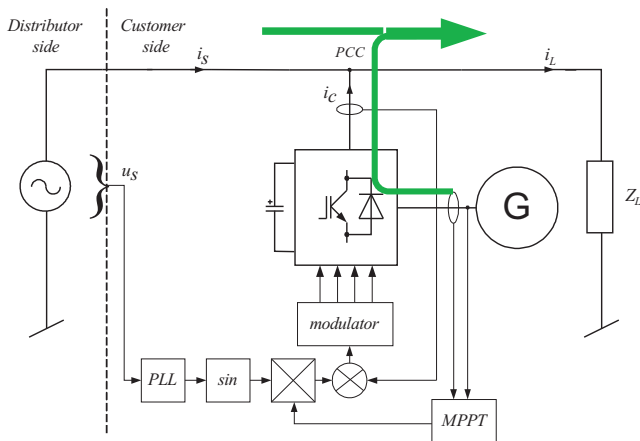 Distributor side
Customer side
PCC
i_S
i_L
i_C
u_S
G
Z_L
modulator
PLL
sin
MPPT